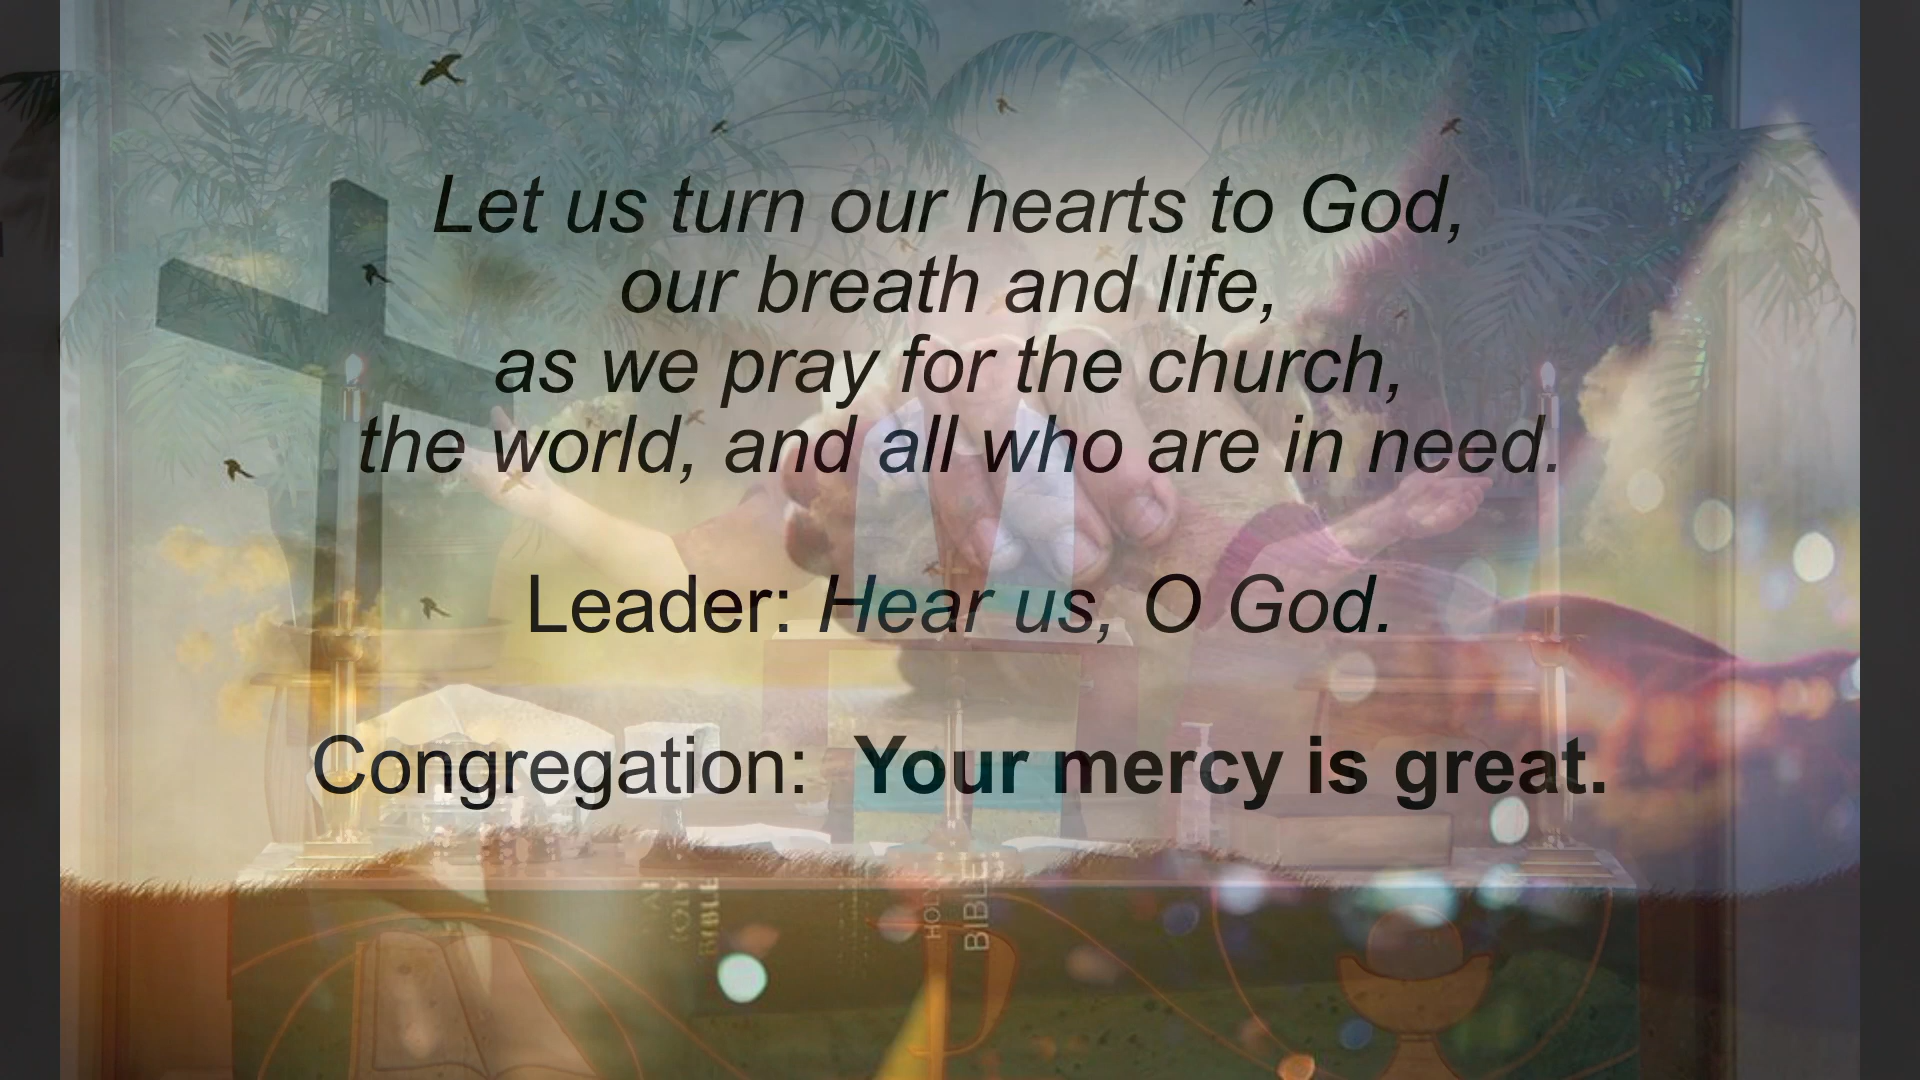 Let us turn our hearts to God,
our breath and life,
as we pray for the church,
the world, and all who are in need.
Leader: Hear us, O God.
Congregation: Your mercy is great.
HOLY
BIBLE
HOLY
BIBLE